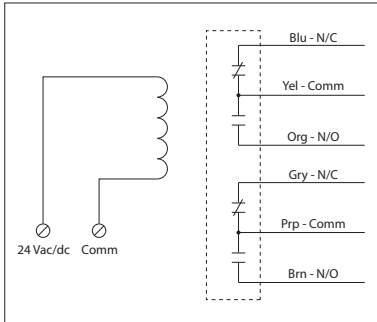 Blu - N/C
Yel - Comm
Org - N/O
Gry - N/C
Prp - Comm
Brn - N/O
24 Vac/dc Comm